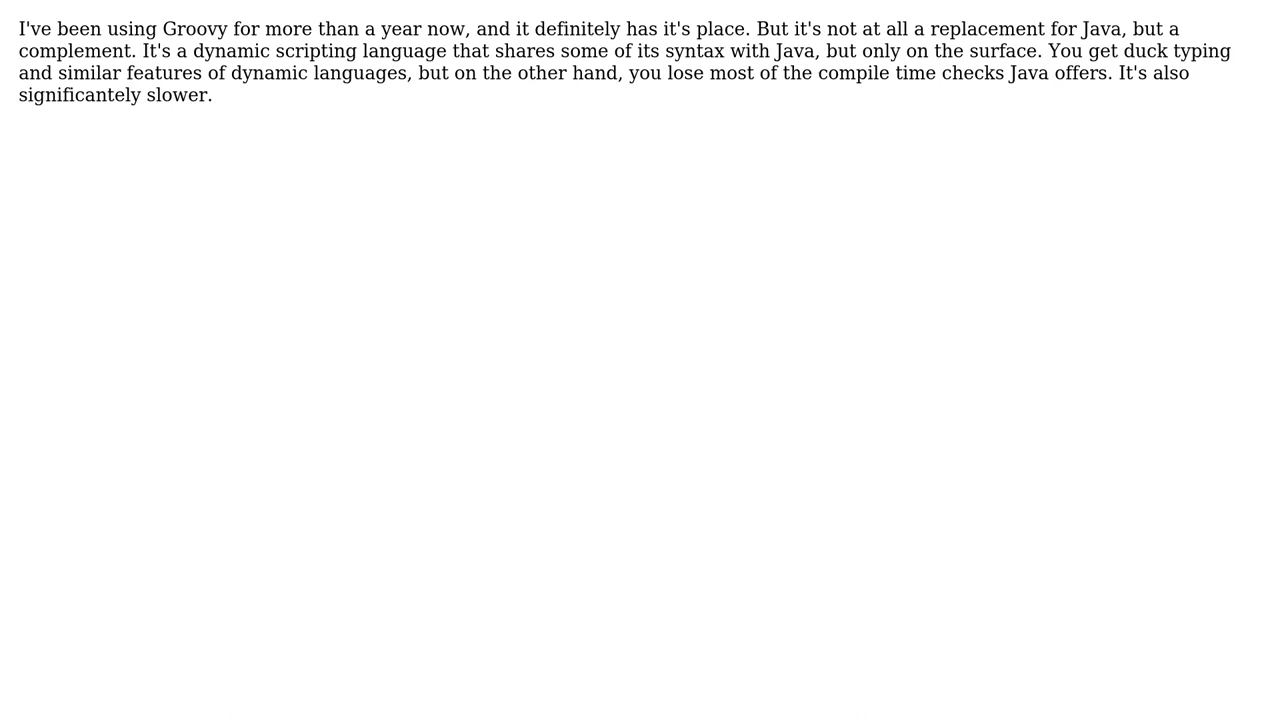 I've been using Groovy for more than a year now, and it definitely has it's place. But it's not at all a replacement for Java, but a
complement. It's a dynamic scripting language that shares some of its syntax with Java, but only on the surface. You get duck typing
and similar features of dynamic languages, but on the other hand, you lose most of the compile time checks Java offers. It's also
significantely slower.